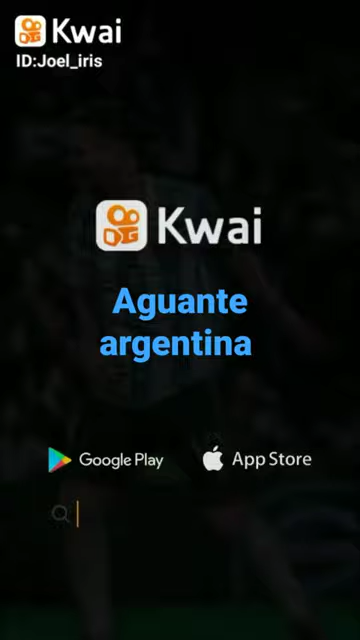 Kwai
ID:Joel_iris
Kwai
Aguante
argentina
Google Play
App Store